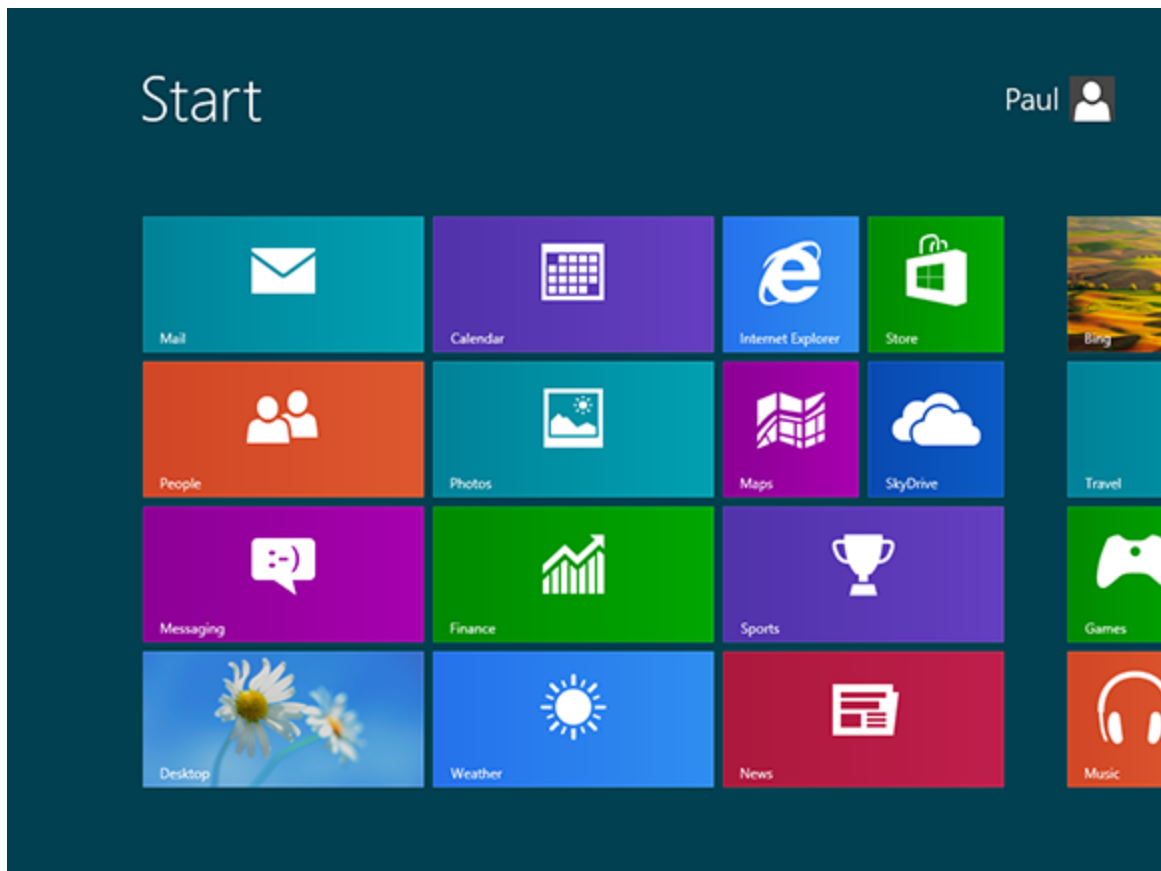 Start
Paul
Mail
Calendar
Internet Explorer
Store
Bing
People
Photos
Maps
SkyDrive
Travel
:-)
Messaging
Finance
Sports
Games
Desktop
Weather
News
Music